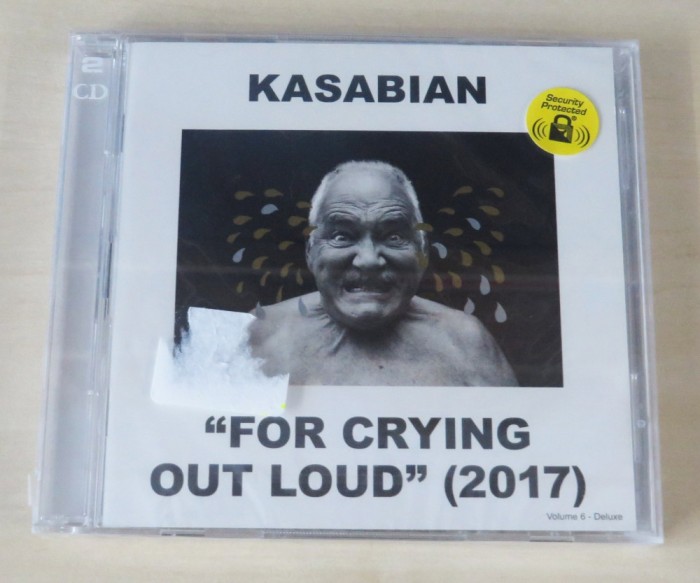 2
CD
KASABIAN
Security
Protected
“FOR CRYING
OUT LOUD” (2017)
Volume 6 - Deluxe